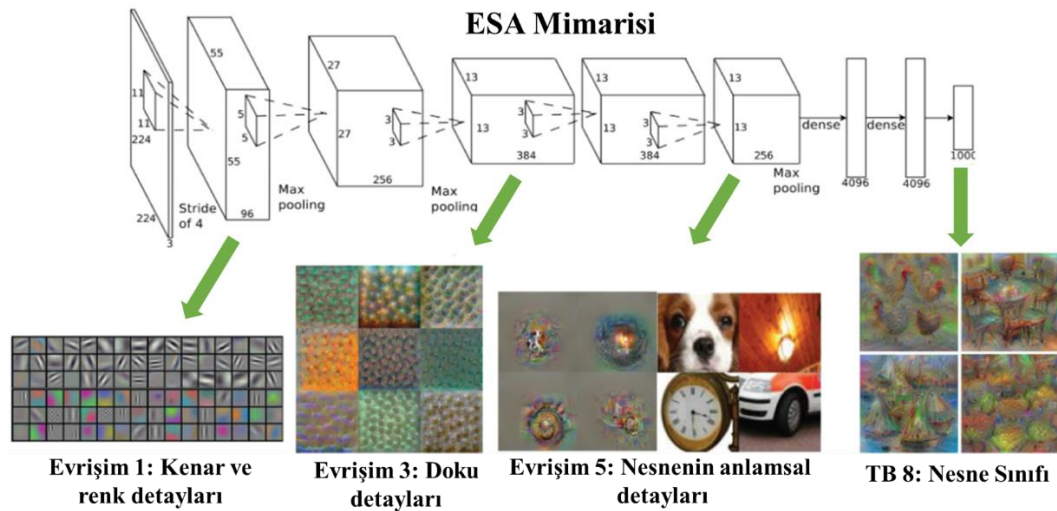 ESA Mimarisi
11
11
224
224
3
Stride
of 4
55
55
96
5
5
Max
pooling
27
27
256
3
3
Max
pooling
13
13
384
3
3
13
13
384
3
3
13
13
256
Max
pooling
dense
4096
dense
4096
1000
Evrişim 1: Kenar ve
renk detayları
Evrişim 3: Doku
detayları
Evrişim 5: Nesnenin anlamsal
detayları
TB 8: Nesne Sınıfı